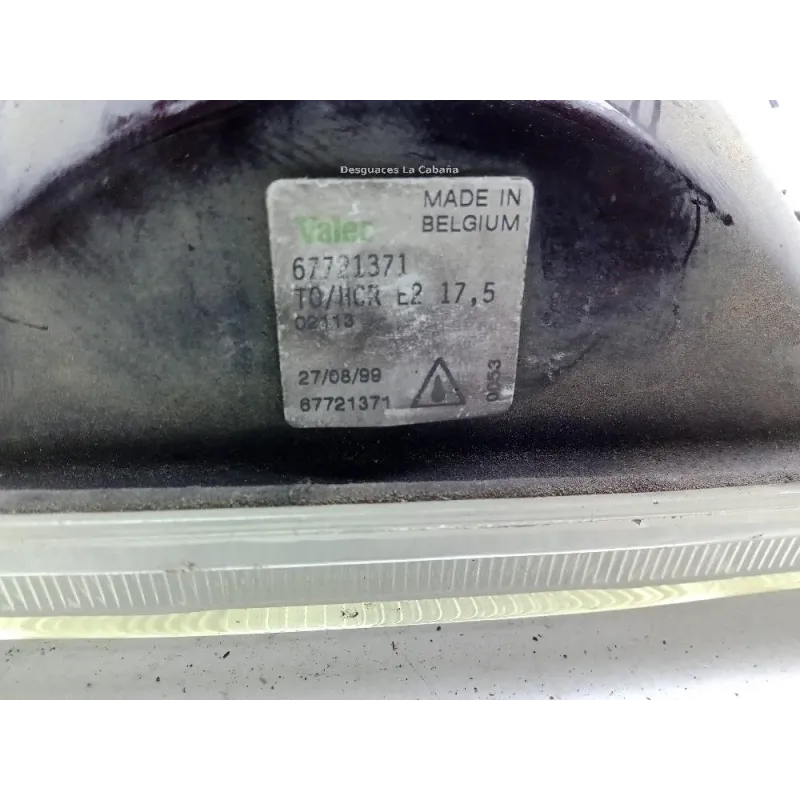 Desguaces La Cabaña
MADE IN
Valeo BELGIUM
67721371
TO/HCR E2 17,5
02113
27/08/99
67721371
0053